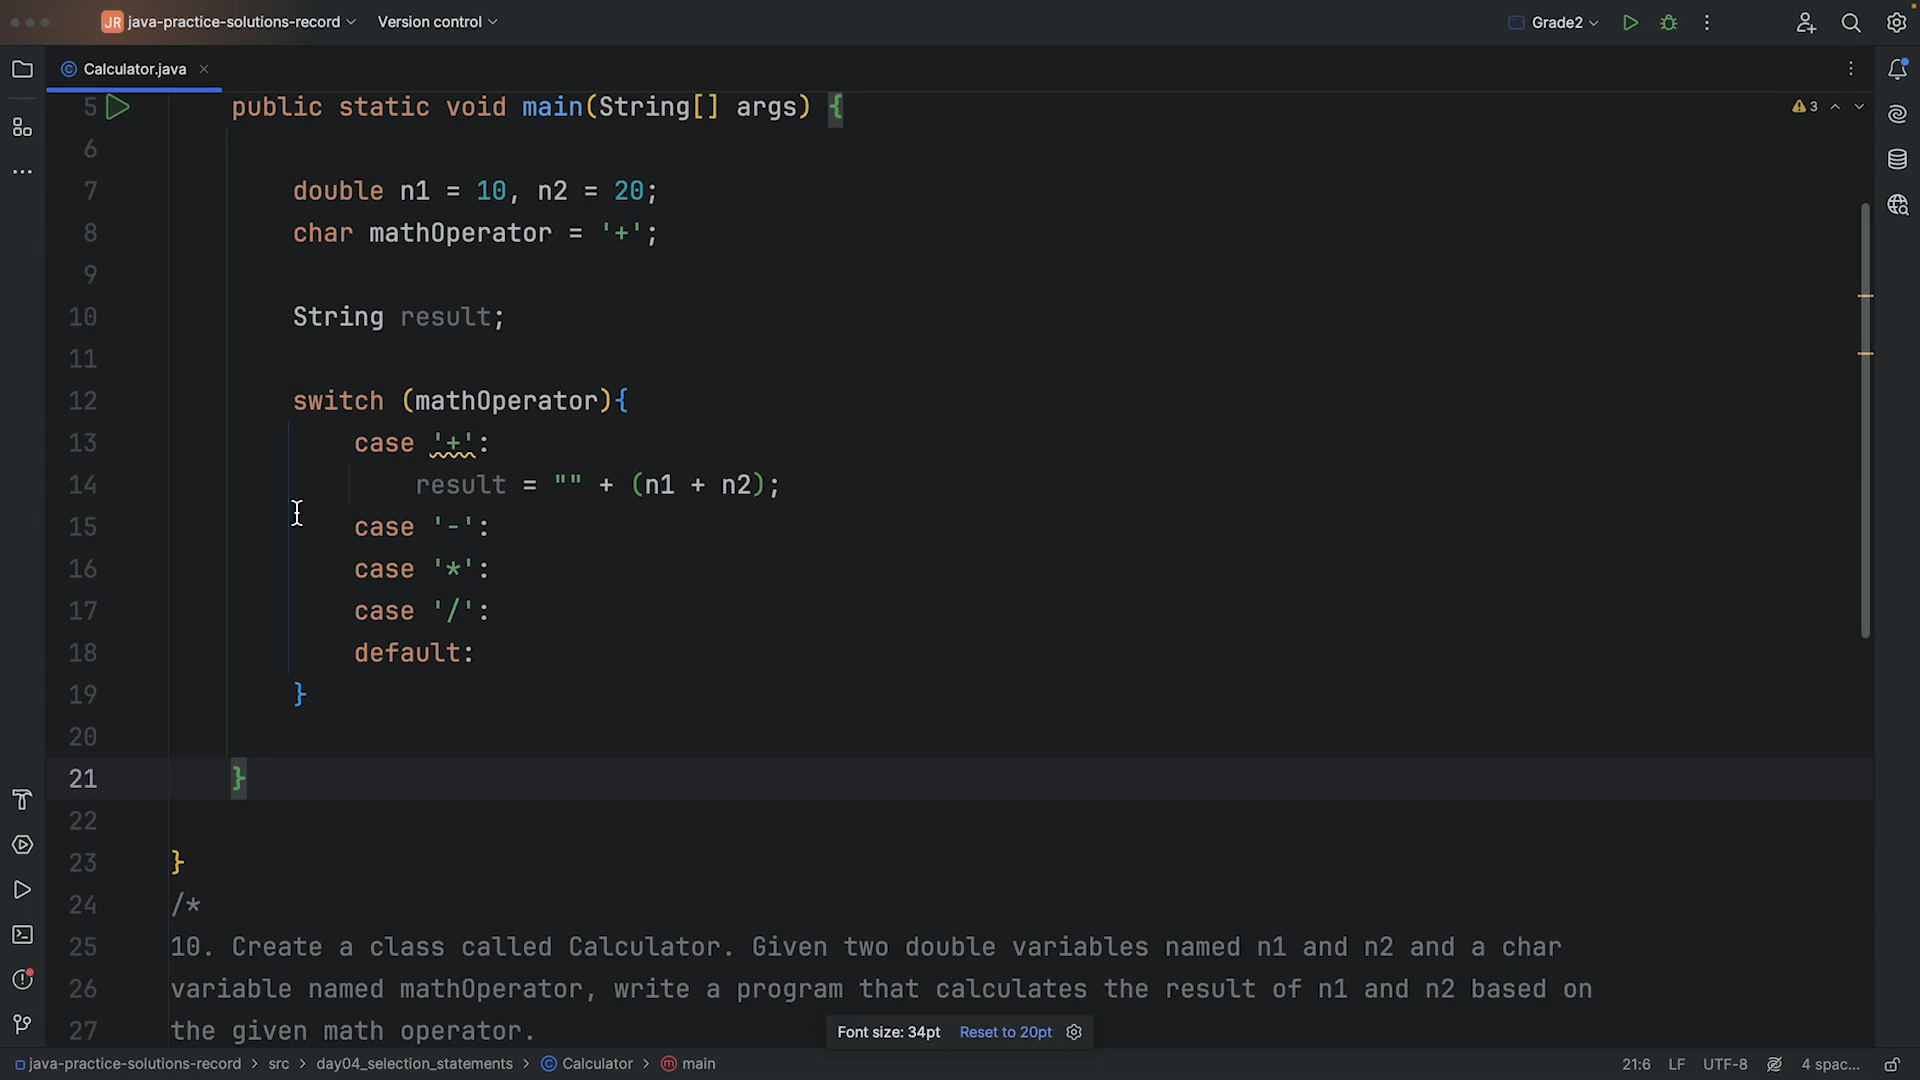 JR java-practice-solutions-record Version control Grade2
Calculator.java
5 public static void main(String[] args) { 3
6
7 double n1 = 10, n2 = 20;
8 char mathOperator = '+';
9
10 String result;
11
12 switch (mathOperator){
13 case '+':
14 result = "" + (n1 + n2);
15 case '-':
16 case '*':
17 case '/':
18 default:
19 }
20
21 }
22
23 }
24 /*
25 10. Create a class called Calculator. Given two double variables named n1 and n2 and a char
26 variable named mathOperator, write a program that calculates the result of n1 and n2 based on
27 the given math operator.
Font size: 34pt Reset to 20pt
java-practice-solutions-record > src > day04_selection_statements > Calculator > main 21:6 LF UTF-8 4 spac...